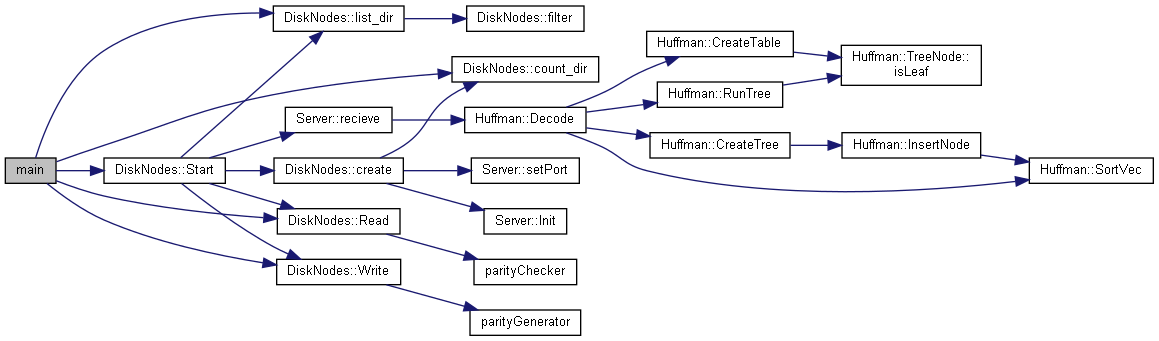 main
DiskNodes::list_dir
DiskNodes::filter
DiskNodes::count_dir
DiskNodes::Start
Server::recieve
DiskNodes::create
DiskNodes::Read
DiskNodes::Write
Server::setPort
Server::Init
parityChecker
parityGenerator
Huffman::Decode
Huffman::CreateTable
Huffman::RunTree
Huffman::CreateTree
Huffman::TreeNode::
isLeaf
Huffman::InsertNode
Huffman::SortVec